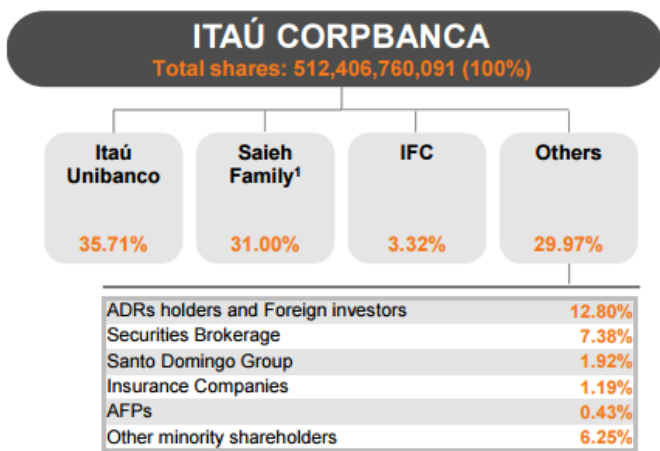 ITAÚ CORPBANCA
Total shares: 512,406,760,091 (100%)
Itaú
Unibanco
35.71%
Saieh
Family¹
31.00%
IFC
3.32%
Others
29.97%
ADRs holders and Foreign investors 12.80%
Securities Brokerage 7.38%
Santo Domingo Group 1.92%
Insurance Companies 1.19%
AFPs 0.43%
Other minority shareholders 6.25%